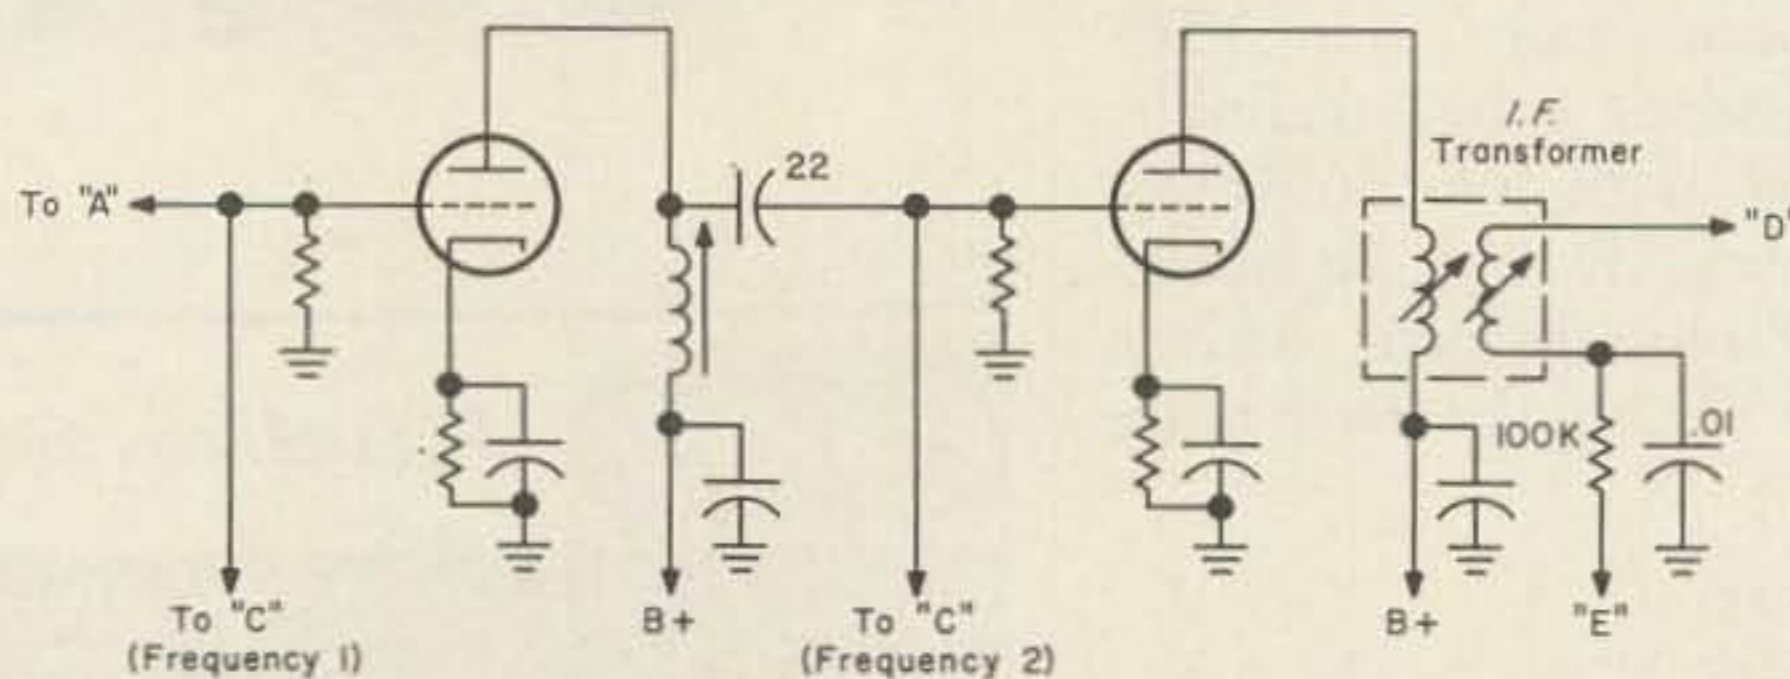 I.F.
Transformer
22
To "A"
"D"
100K
.01
To "C"
(Frequency 1)
B+
To "C"
(Frequency 2)
B+
"E"